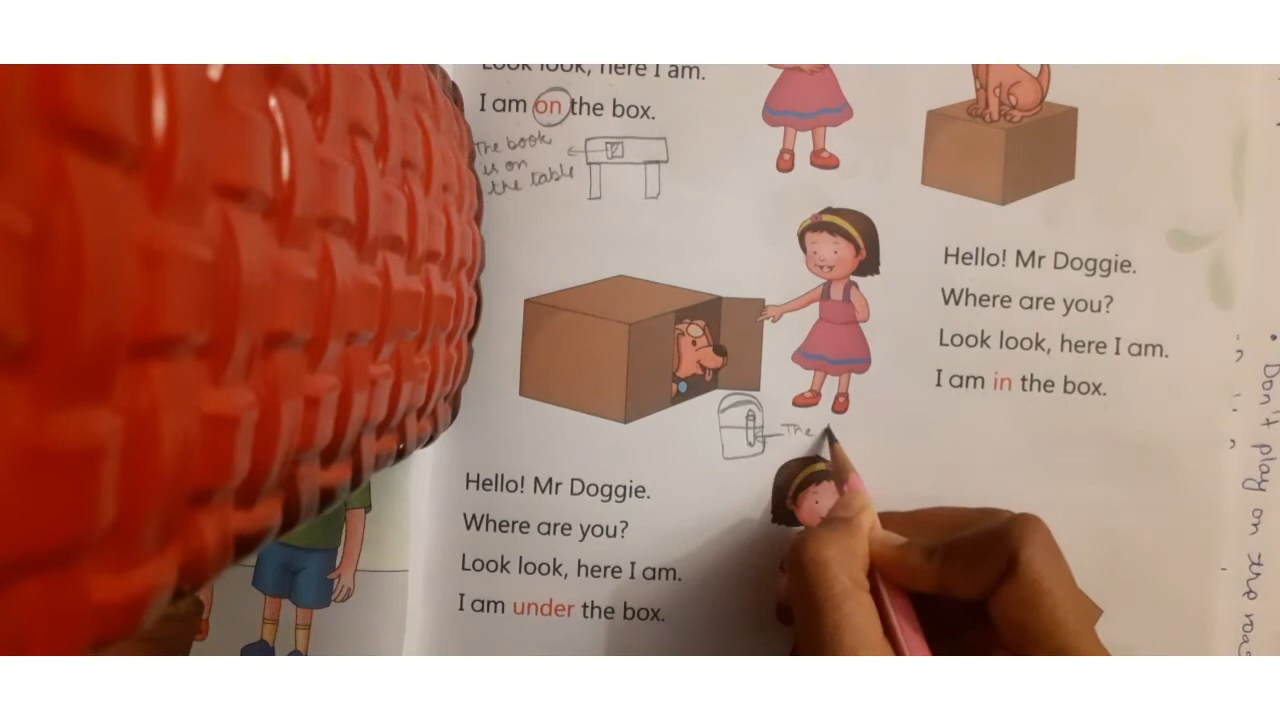 Look look, here I am.
I am on the box.
The book
is on
the table
Hello! Mr Doggie.
Where are you?
Look look, here I am.
I am in the box.
The
Hello! Mr Doggie.
Where are you?
Look look, here I am.
I am under the box.
• Don't play on the